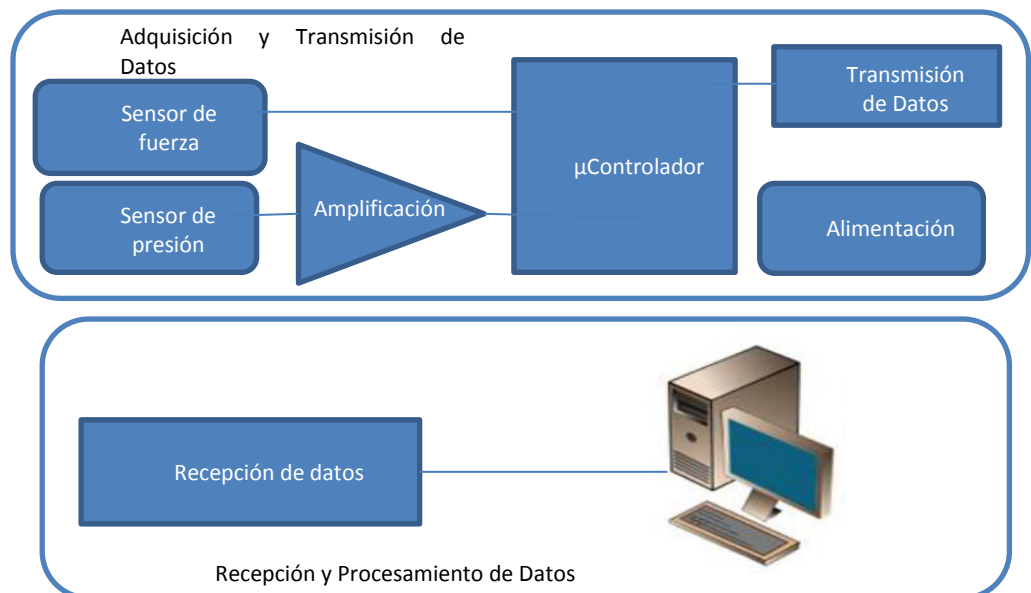 Adquisición y Transmisión de
Datos
Sensor de
fuerza
Sensor de
presión
Amplificación
µControlador
Transmisión
de Datos
Alimentación
Recepción de datos
Recepción y Procesamiento de Datos